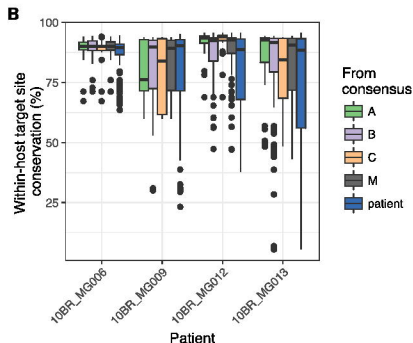 B
Within-host target site
conservation (%)
100
75
50
25
10BR_MG006
10BR_MG009
10BR_MG012
10BR_MG013
Patient
From
consensus
A
B
C
M
patient